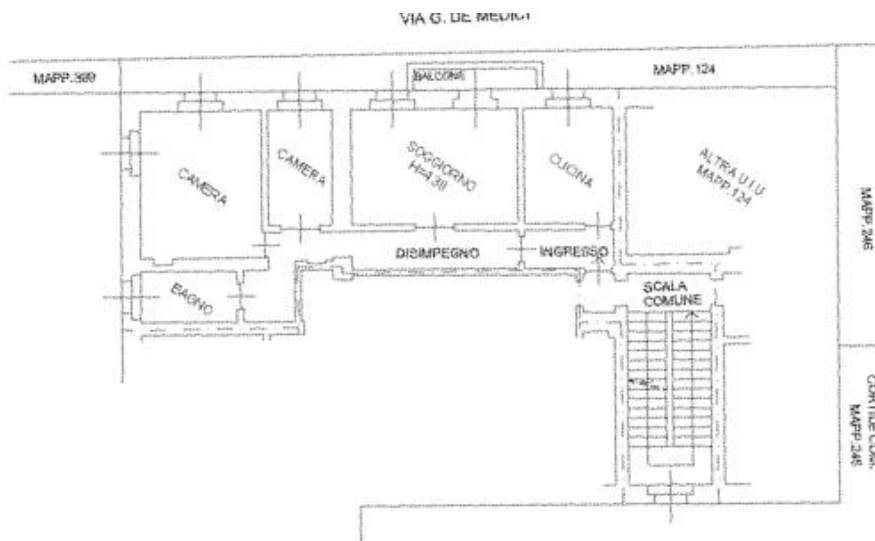 VIA G. DE MEDICI
MAPP.369
BALCONE
MAPP.124
CAMERA
CAMERA
SOGGIORNO
H=4.30
CUCINA
ALTRA U.I.U.
MAPP.124
MAPP.246
DISIMPEGNO
INGRESSO
BAGNO
SCALA
COMUNE
CORTILE COM.
MAPP.246